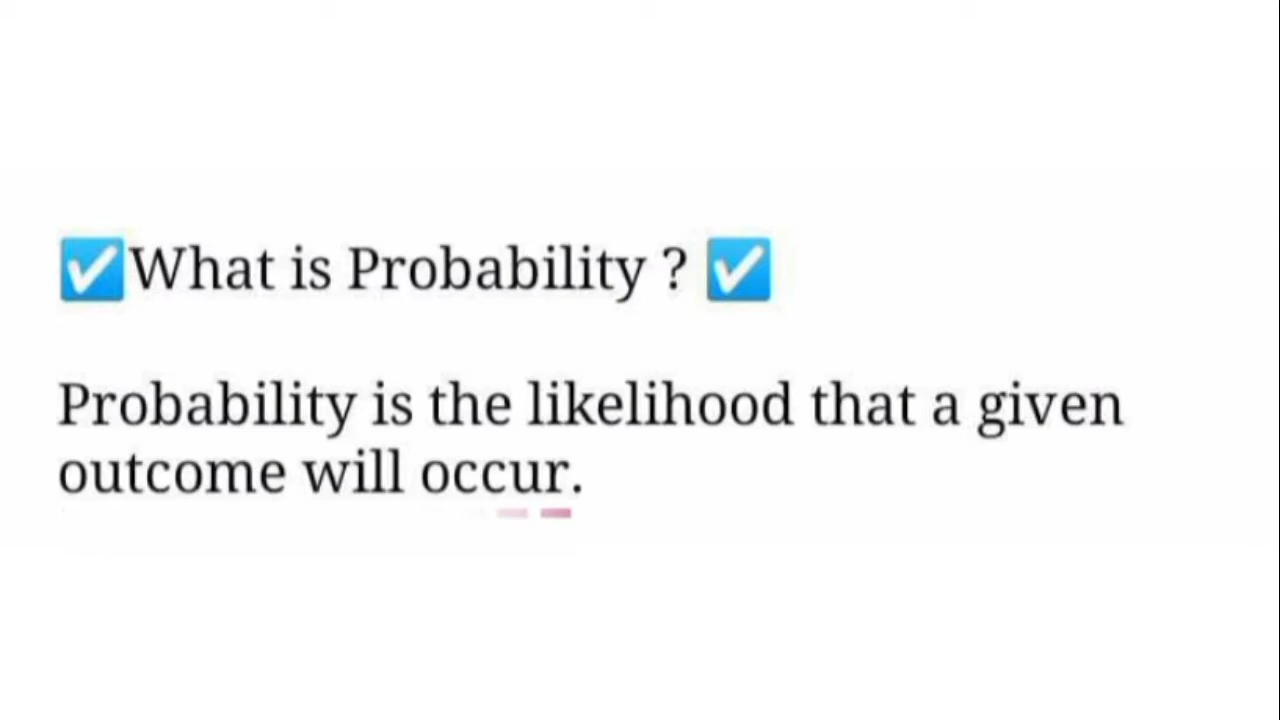 ✅What is Probability ? ✅
Probability is the likelihood that a given
outcome will occur.